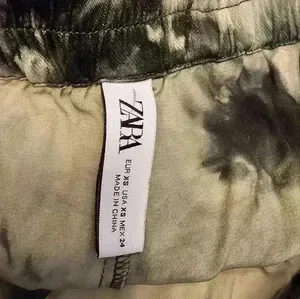 ZARA
EUR XS USA XS MEX 24
MADE IN CHINA